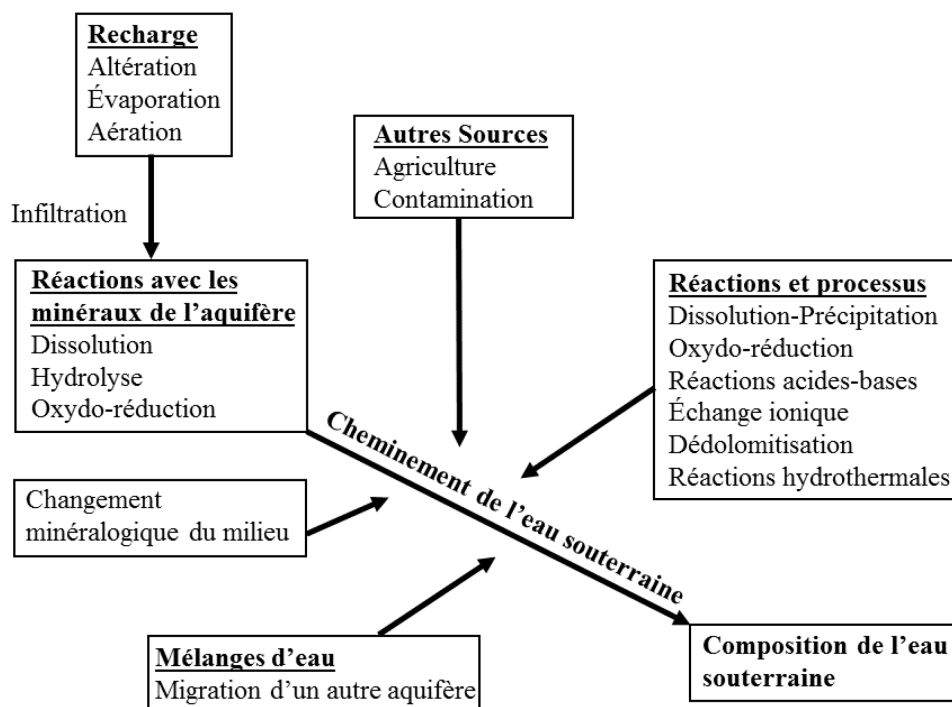 Recharge
Altération
Évaporation
Aération
Infiltration
Autres Sources
Agriculture
Contamination
Réactions avec les
minéraux de l'aquifère
Dissolution
Hydrolyse
Oxydo-réduction
Réactions et processus
Dissolution-Précipitation
Oxydo-réduction
Réactions acides-bases
Échange ionique
Dédolomitisation
Réactions hydrothermales
Cheminement de l'eau souterraine
Changement
minéralogique du milieu
Mélanges d'eau
Migration d'un autre aquifère
Composition de l'eau
souterraine